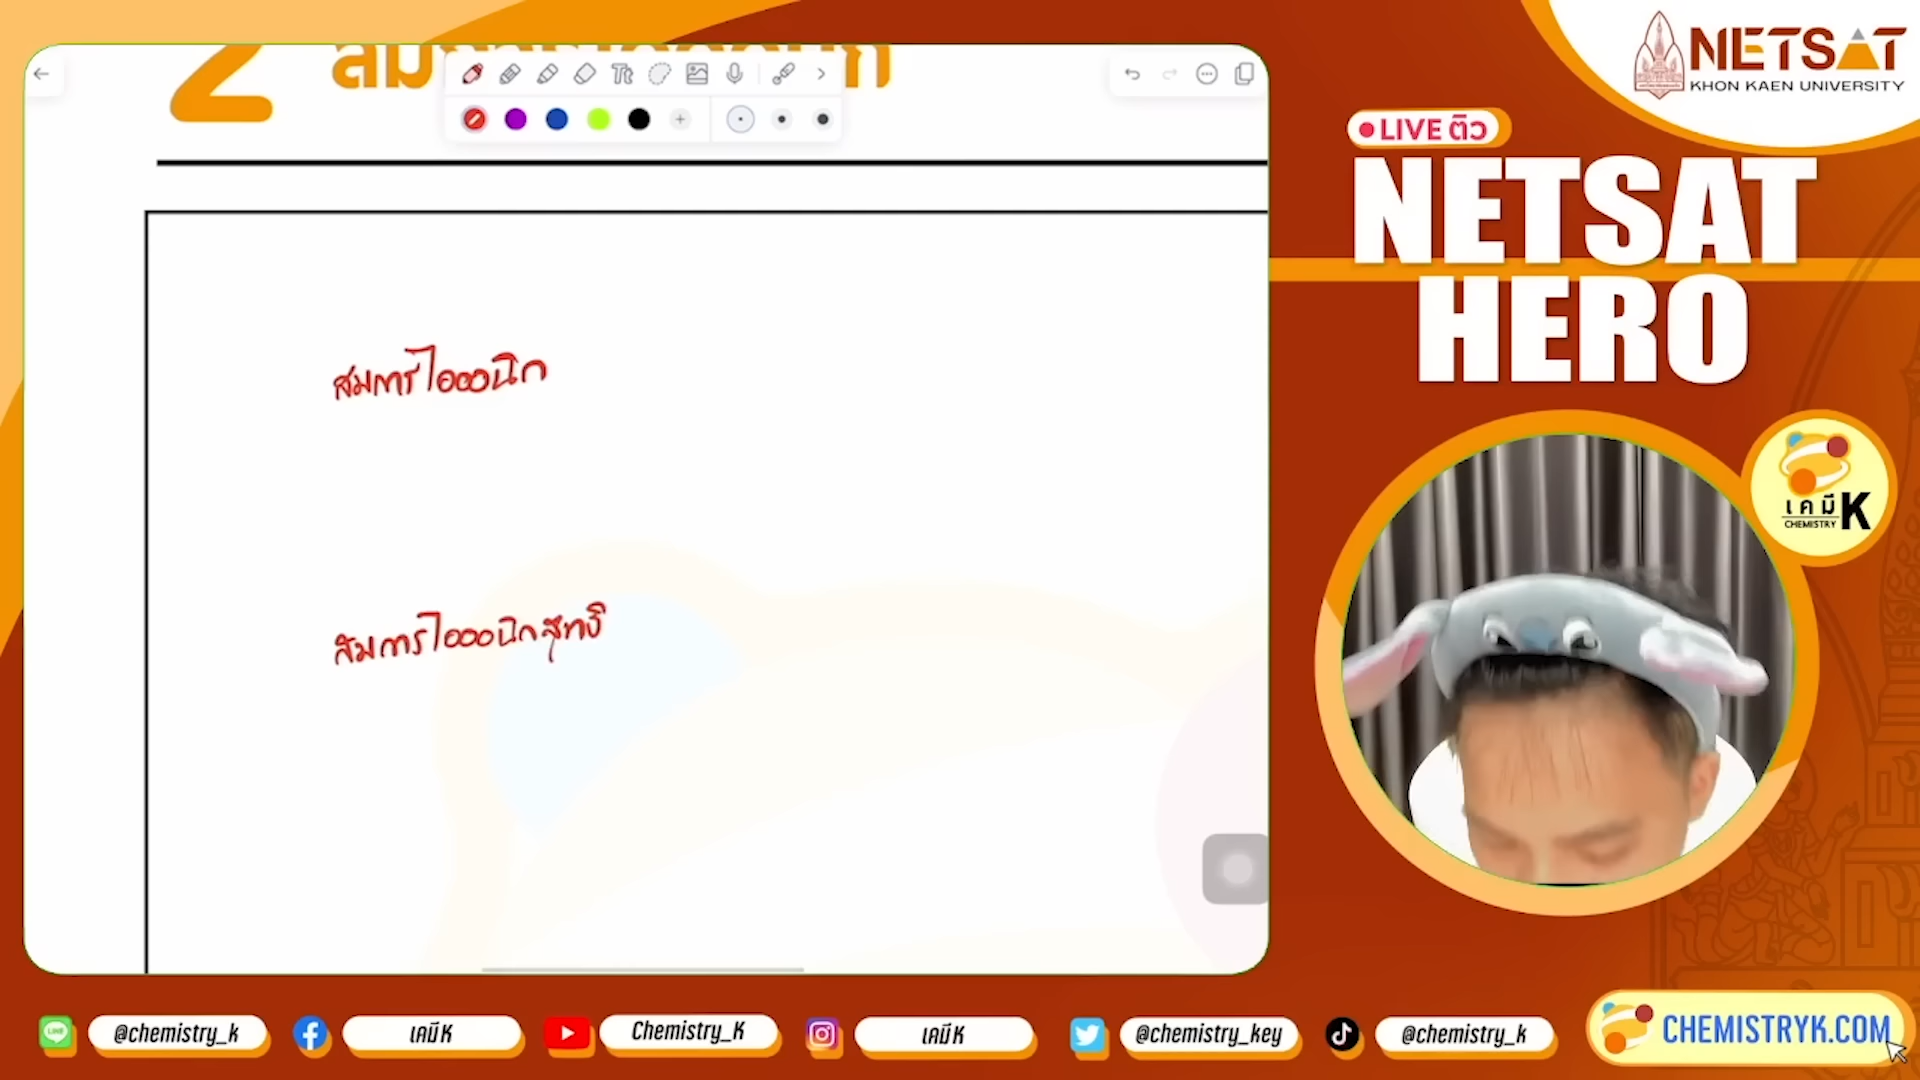 2
NETSAT
KHON KAEN UNIVERSITY
LIVE ติว
NETSAT
HERO
เคมี K
CHEMISTRY
สมการไอออนิก
สมการไอออนิกสุทธิ
@chemistry_k
เคมีK
Chemistry_K
เคมีK
@chemistry_key
@chemistry_k
CHEMISTRYK.COM